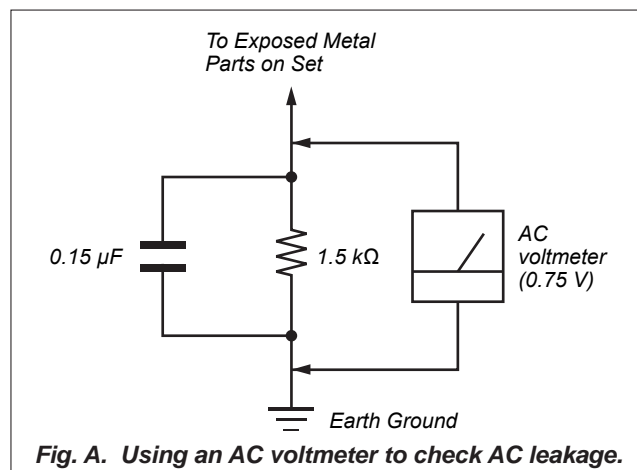 To Exposed Metal
Parts on Set
0.15 µF
1.5 kΩ
AC
voltmeter
(0.75 V)
Earth Ground
Fig. A. Using an AC voltmeter to check AC leakage.